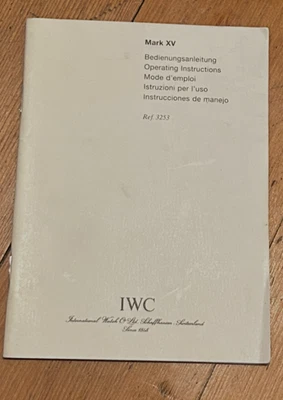 Mark XV
Bedienungsanleitung
Operating Instructions
Mode d'emploi
Istruzioni per l'uso
Instrucciones de manejo
Ref. 3253
IWC
International Watch Co. Ltd. Schaffhausen, Switzerland
Since 1868